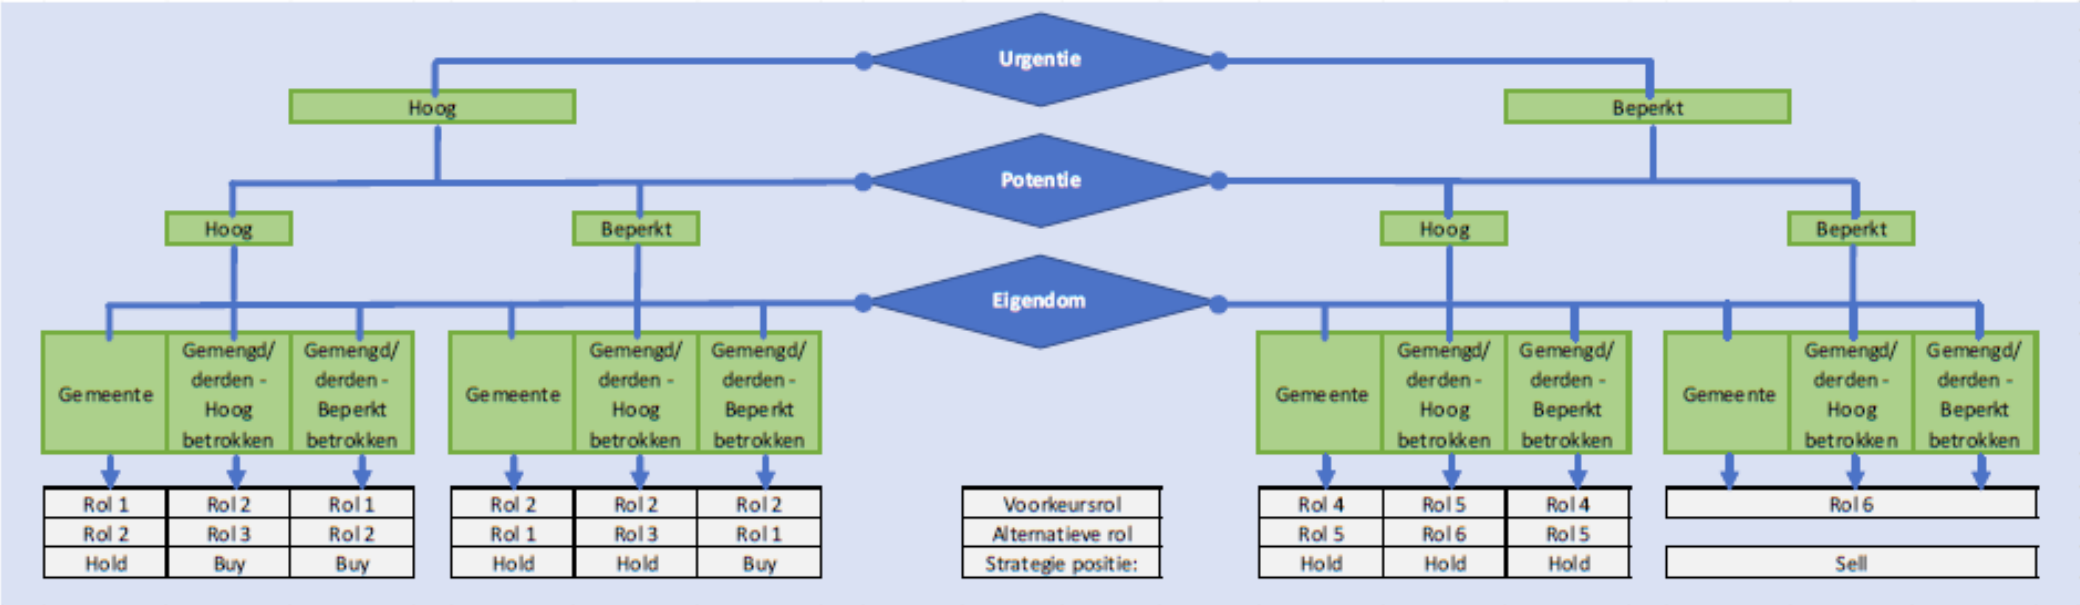 Urgentie
Hoog
Beperkt
Potentie
Hoog
Beperkt
Hoog
Beperkt
Eigendom
Gemeente
Gemengd/
derden -
Hoog
betrokken
Gemengd/
derden -
Beperkt
betrokken
Gemeente
Gemengd/
derden -
Hoog
betrokken
Gemengd/
derden -
Beperkt
betrokken
Gemeente
Gemengd/
derden -
Hoog
betrokken
Gemengd/
derden -
Beperkt
betrokken
Gemeente
Gemengd/
derden -
Hoog
betrokken
Gemengd/
derden -
Beperkt
betrokken
Rol 1 Rol 2 Rol 1 Rol 2 Rol 2 Rol 2 Voorkeursrol Rol 4 Rol 5 Rol 4 Rol 6
Rol 2 Rol 3 Rol 2 Rol 1 Rol 3 Rol 1 Alternatieve rol Rol 5 Rol 6 Rol 5
Hold Buy Buy Hold Hold Buy Strategie positie: Hold Hold Hold Sell